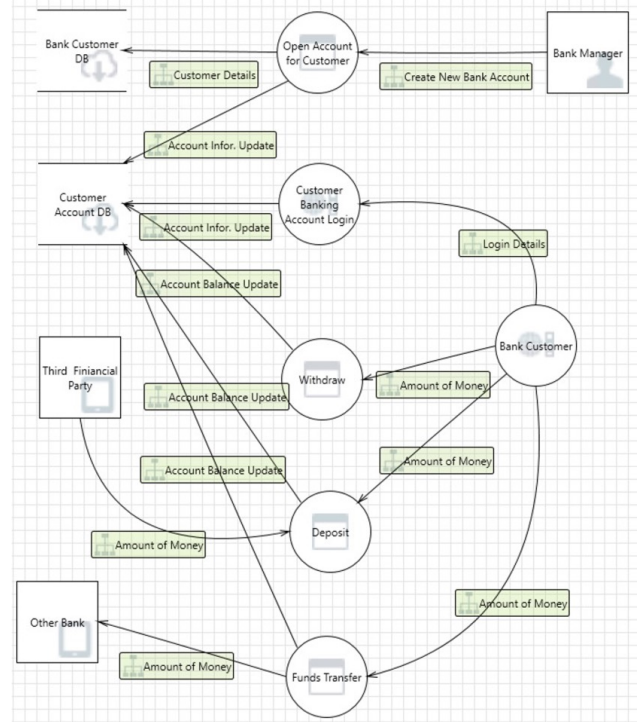 Bank Customer
DB
Open Account
for Customer
Bank Manager
Customer Details
Create New Bank Account
Account Infor. Update
Customer
Account DB
Customer
Banking
Account Login
Account Infor. Update
Login Details
Account Balance Update
Bank Customer
Third Finiancial
Party
Withdraw
Amount of Money
Account Balance Update
Amount of Money
Account Balance Update
Deposit
Amount of Money
Amount of Money
Other Bank
Amount of Money
Funds Transfer